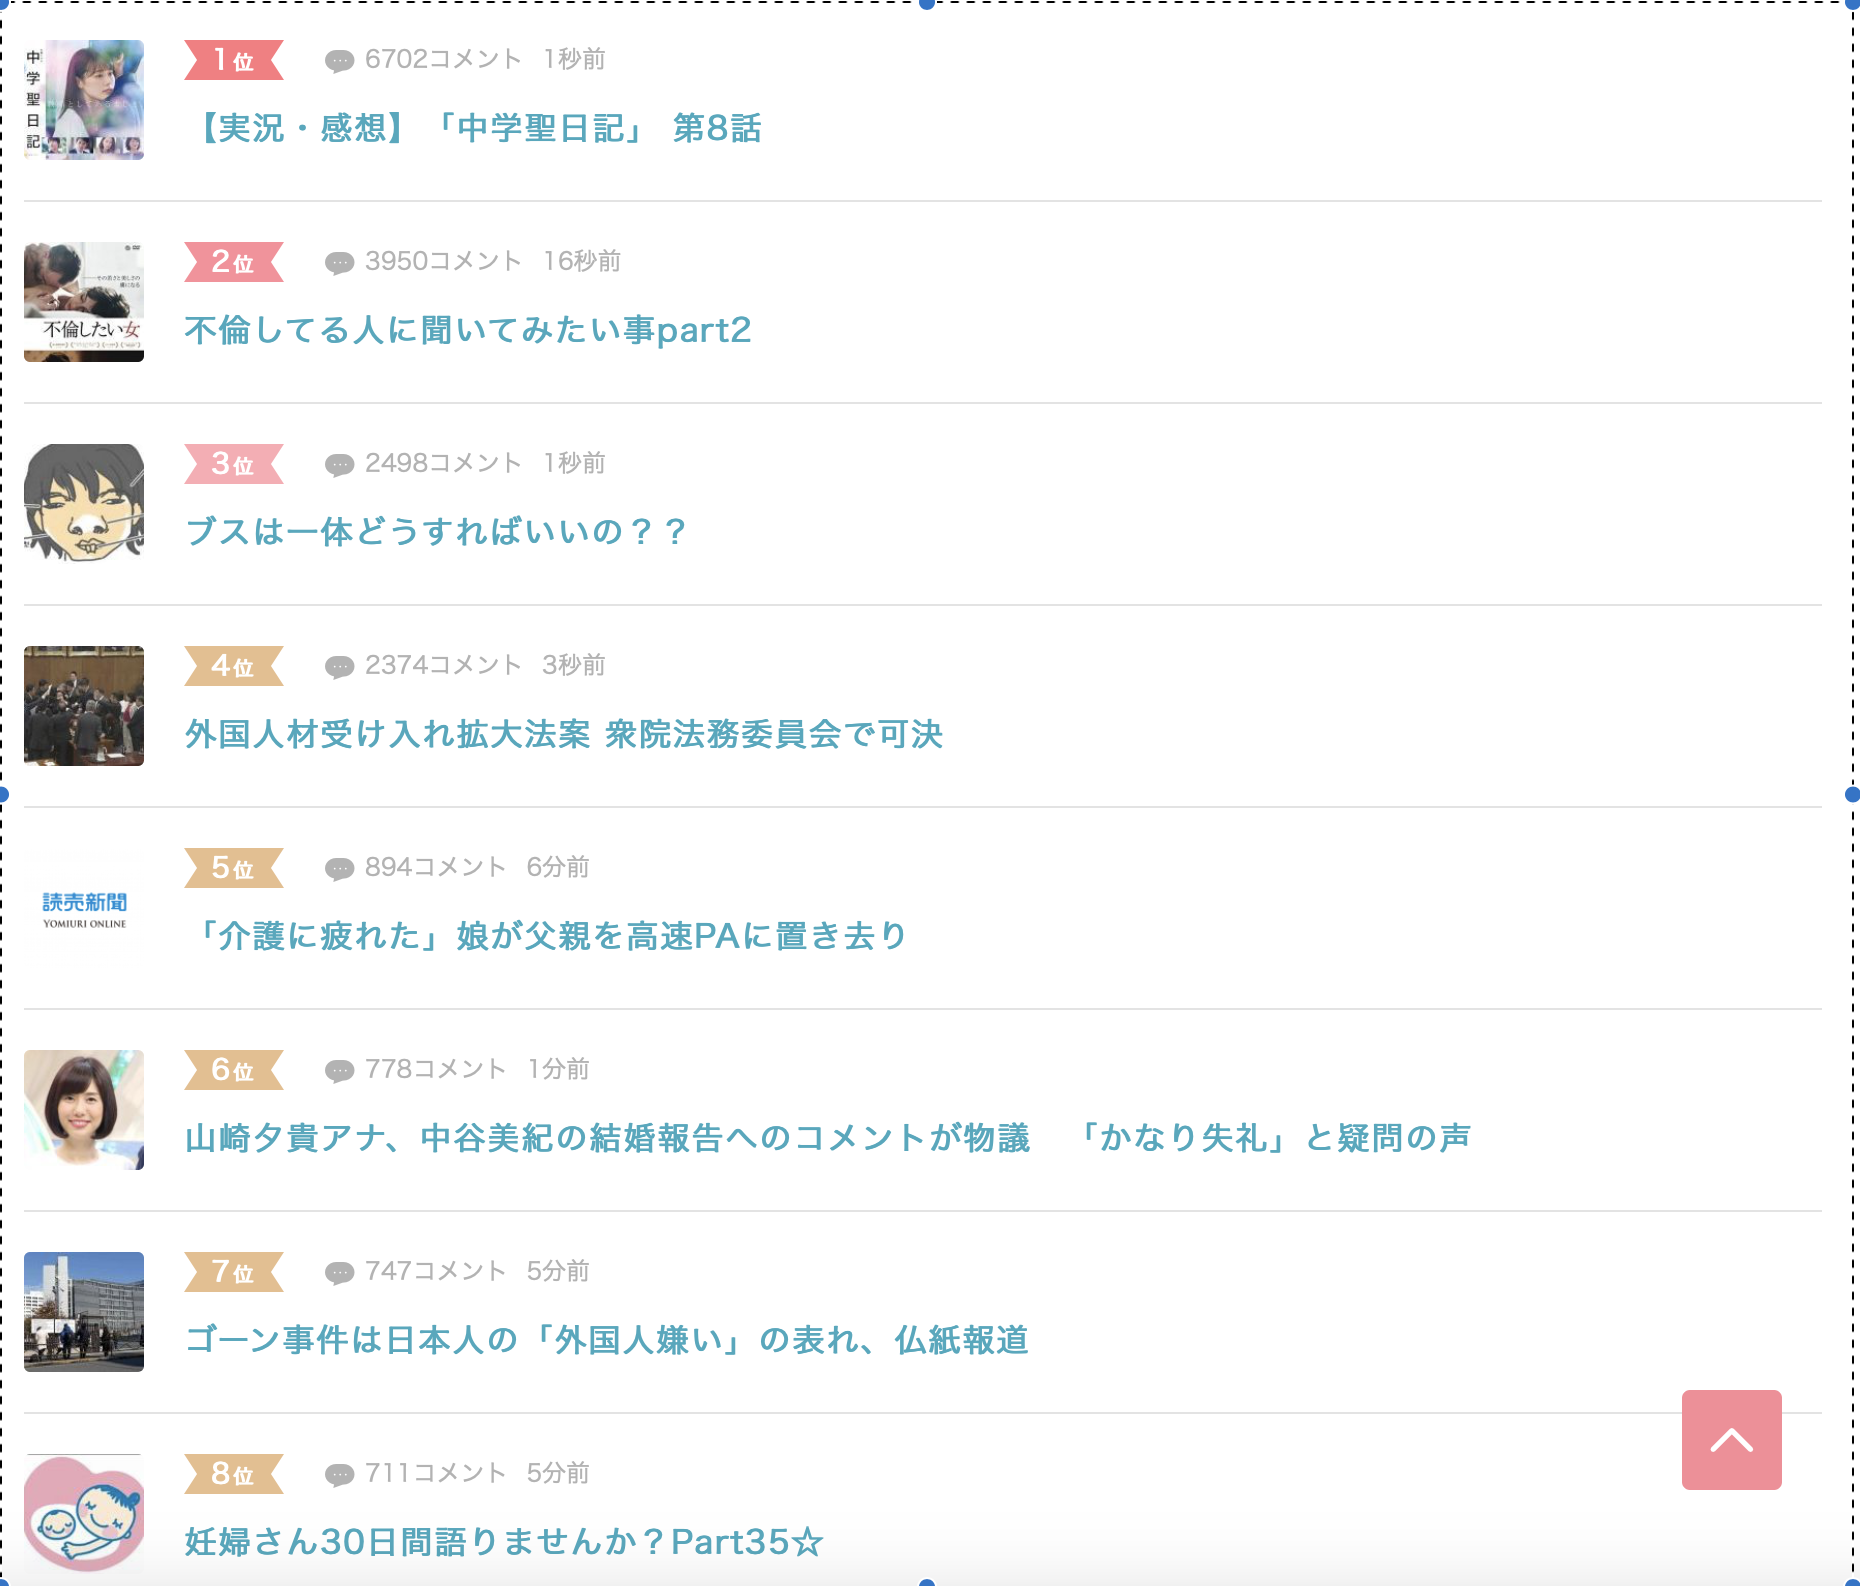 中学聖日記
1位 6702コメント 1秒前
【実況・感想】「中学聖日記」 第8話
2位 3950コメント 16秒前
不倫したい女
不倫してる人に聞いてみたい事part2
3位 2498コメント 1秒前
ブスは一体どうすればいいの？？
4位 2374コメント 3秒前
外国人材受け入れ拡大法案 衆院法務委員会で可決
5位 894コメント 6分前
読売新聞
YOMIURI ONLINE
「介護に疲れた」娘が父親を高速PAに置き去り
6位 778コメント 1分前
山崎夕貴アナ、中谷美紀の結婚報告へのコメントが物議　「かなり失礼」と疑問の声
7位 747コメント 5分前
ゴーン事件は日本人の「外国人嫌い」の表れ、仏紙報道
8位 711コメント 5分前
妊婦さん30日間語りませんか？Part35☆